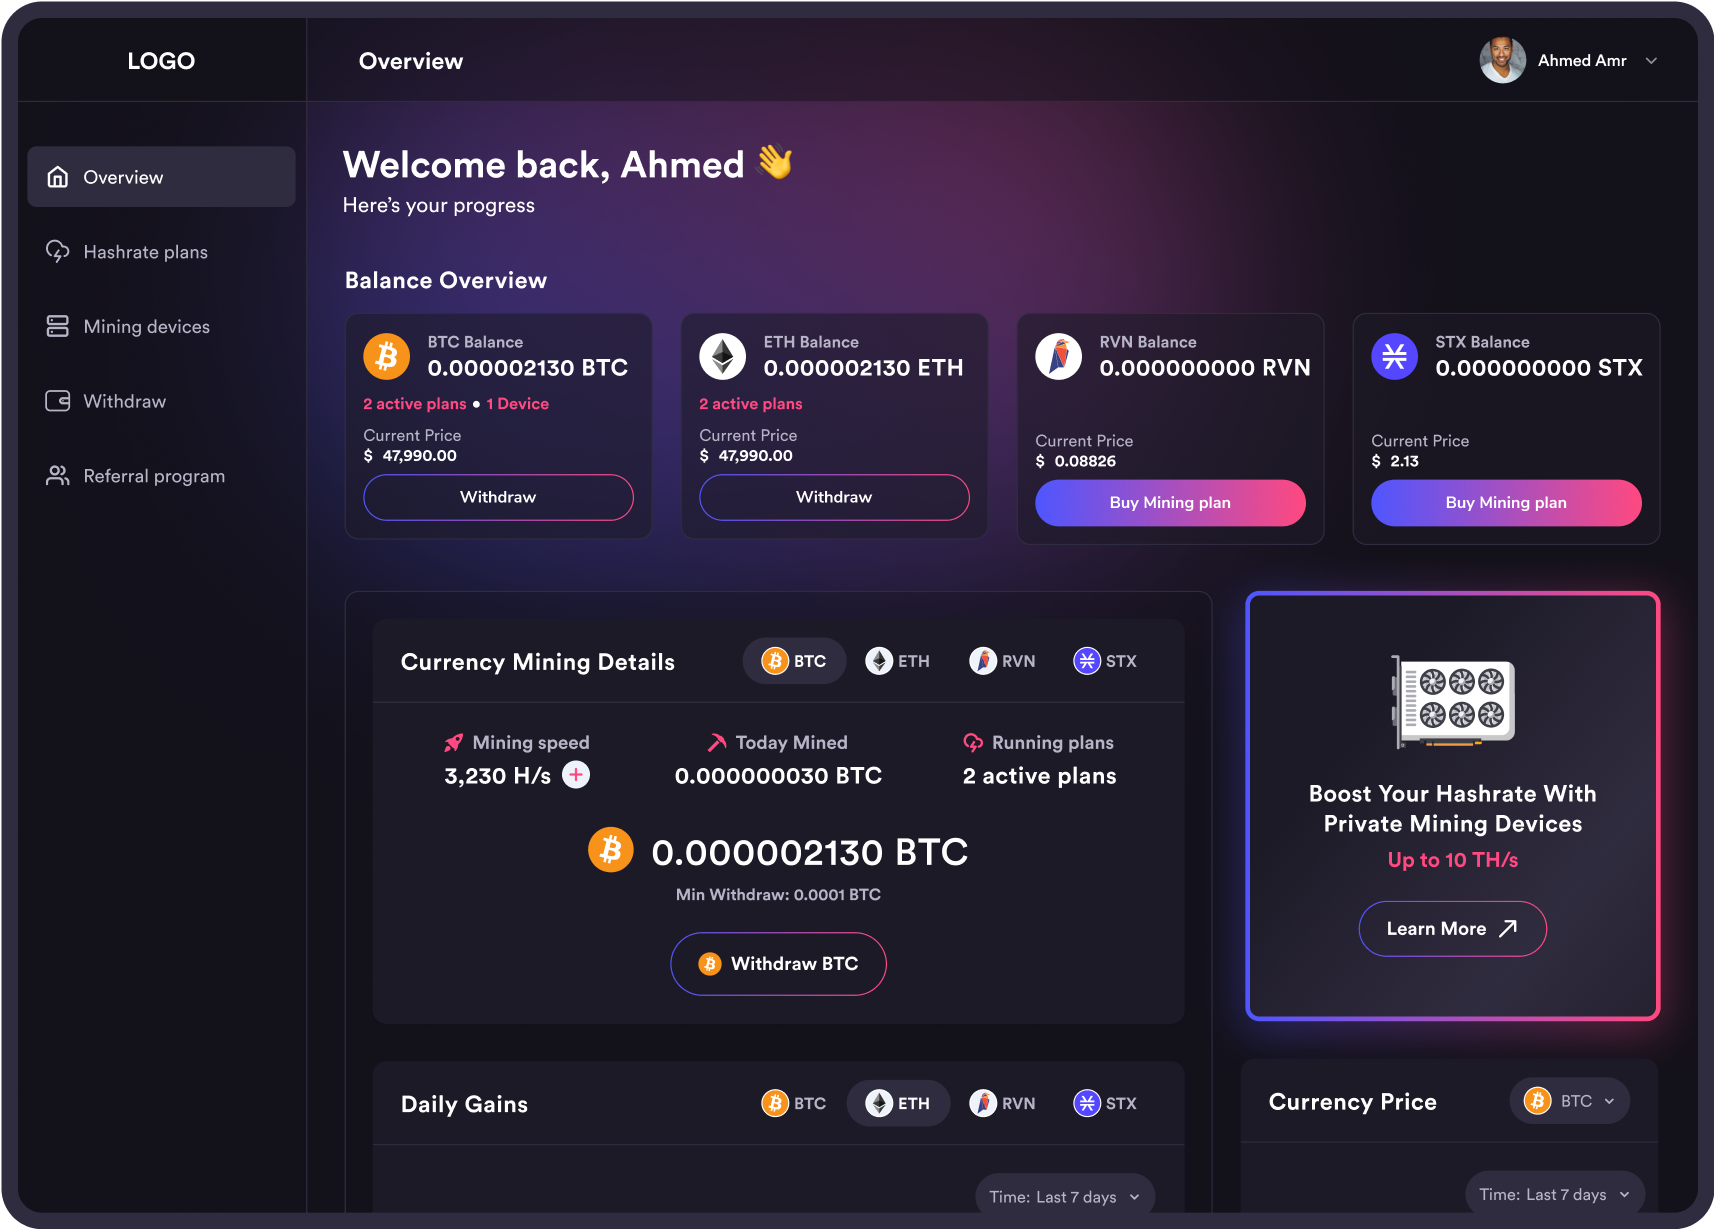 LOGO
Overview
Ahmed Amr
Overview
Hashrate plans
Mining devices
Withdraw
Referral program
Welcome back, Ahmed 👋
Here’s your progress
Balance Overview
BTC Balance
0.000002130 BTC
2 active plans • 1 Device
Current Price
$ 47,990.00
Withdraw
ETH Balance
0.000002130 ETH
2 active plans
Current Price
$ 47,990.00
Withdraw
RVN Balance
0.000000000 RVN
Current Price
$ 0.08826
Buy Mining plan
STX Balance
0.000000000 STX
Current Price
$ 2.13
Buy Mining plan
Currency Mining Details
BTC
ETH
RVN
STX
Mining speed
3,230 H/s
Today Mined
0.000000030 BTC
Running plans
2 active plans
0.000002130 BTC
Min Withdraw: 0.0001 BTC
Withdraw BTC
Boost Your Hashrate With
Private Mining Devices
Up to 10 TH/s
Learn More
Daily Gains
BTC
ETH
RVN
STX
Time: Last 7 days
Currency Price
BTC
Time: Last 7 days